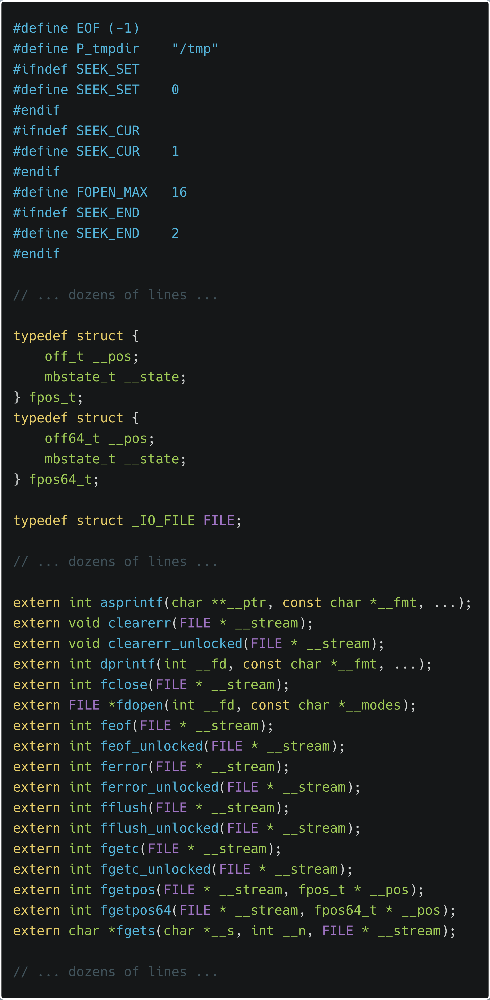 #define EOF (-1)
#define P_tmpdir    "/tmp"
#ifndef SEEK_SET
#define SEEK_SET    0
#endif
#ifndef SEEK_CUR
#define SEEK_CUR    1
#endif
#define FOPEN_MAX   16
#ifndef SEEK_END
#define SEEK_END    2
#endif

// ... dozens of lines ...

typedef struct {
    off_t __pos;
    mbstate_t __state;
} fpos_t;
typedef struct {
    off64_t __pos;
    mbstate_t __state;
} fpos64_t;

typedef struct _IO_FILE FILE;

// ... dozens of lines ...

extern int asprintf(char **__ptr, const char *__fmt, ...);
extern void clearerr(FILE * __stream);
extern void clearerr_unlocked(FILE * __stream);
extern int dprintf(int __fd, const char *__fmt, ...);
extern int fclose(FILE * __stream);
extern FILE *fdopen(int __fd, const char *__modes);
extern int feof(FILE * __stream);
extern int feof_unlocked(FILE * __stream);
extern int ferror(FILE * __stream);
extern int ferror_unlocked(FILE * __stream);
extern int fflush(FILE * __stream);
extern int fflush_unlocked(FILE * __stream);
extern int fgetc(FILE * __stream);
extern int fgetc_unlocked(FILE * __stream);
extern int fgetpos(FILE * __stream, fpos_t * __pos);
extern int fgetpos64(FILE * __stream, fpos64_t * __pos);
extern char *fgets(char *__s, int __n, FILE * __stream);

// ... dozens of lines ...